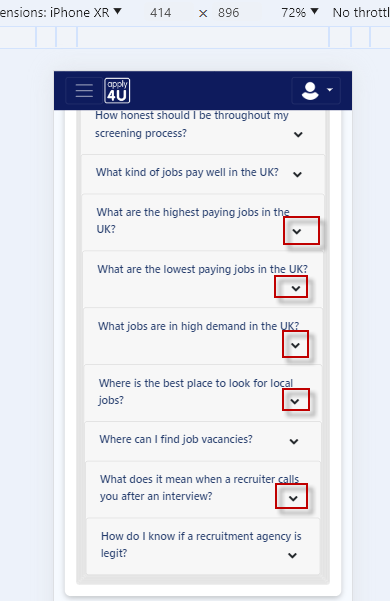 ensions: iPhone XR ▼ 414 × 896 72% ▼ No throttl
apply
4U
How honest should I be throughout my
screening process?
What kind of jobs pay well in the UK?
What are the highest paying jobs in the
UK?
What are the lowest paying jobs in the UK?
What jobs are in high demand in the UK?
Where is the best place to look for local
jobs?
Where can I find job vacancies?
What does it mean when a recruiter calls
you after an interview?
How do I know if a recruitment agency is
legit?